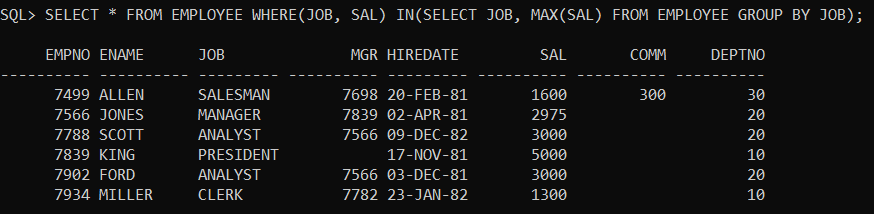 SQL> SELECT * FROM EMPLOYEE WHERE(JOB, SAL) IN(SELECT JOB, MAX(SAL) FROM EMPLOYEE GROUP BY JOB);
EMPNO ENAME JOB MGR HIREDATE SAL COMM DEPTNO
---------- ---------- --------- ---------- --------- ---------- ---------- ----------
7499 ALLEN SALESMAN 7698 20-FEB-81 1600 300 30
7566 JONES MANAGER 7839 02-APR-81 2975 20
7788 SCOTT ANALYST 7566 09-DEC-82 3000 20
7839 KING PRESIDENT 17-NOV-81 5000 10
7902 FORD ANALYST 7566 03-DEC-81 3000 20
7934 MILLER CLERK 7782 23-JAN-82 1300 10